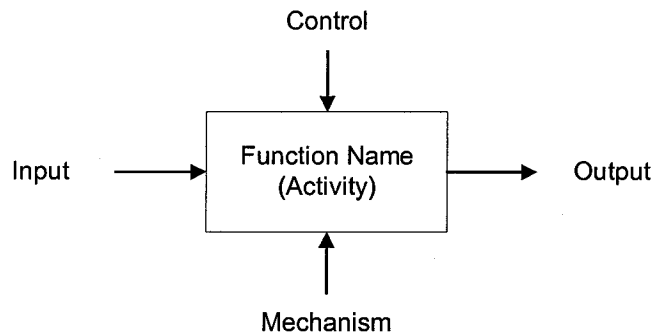 Control
Function Name
(Activity)
Input
Output
Mechanism